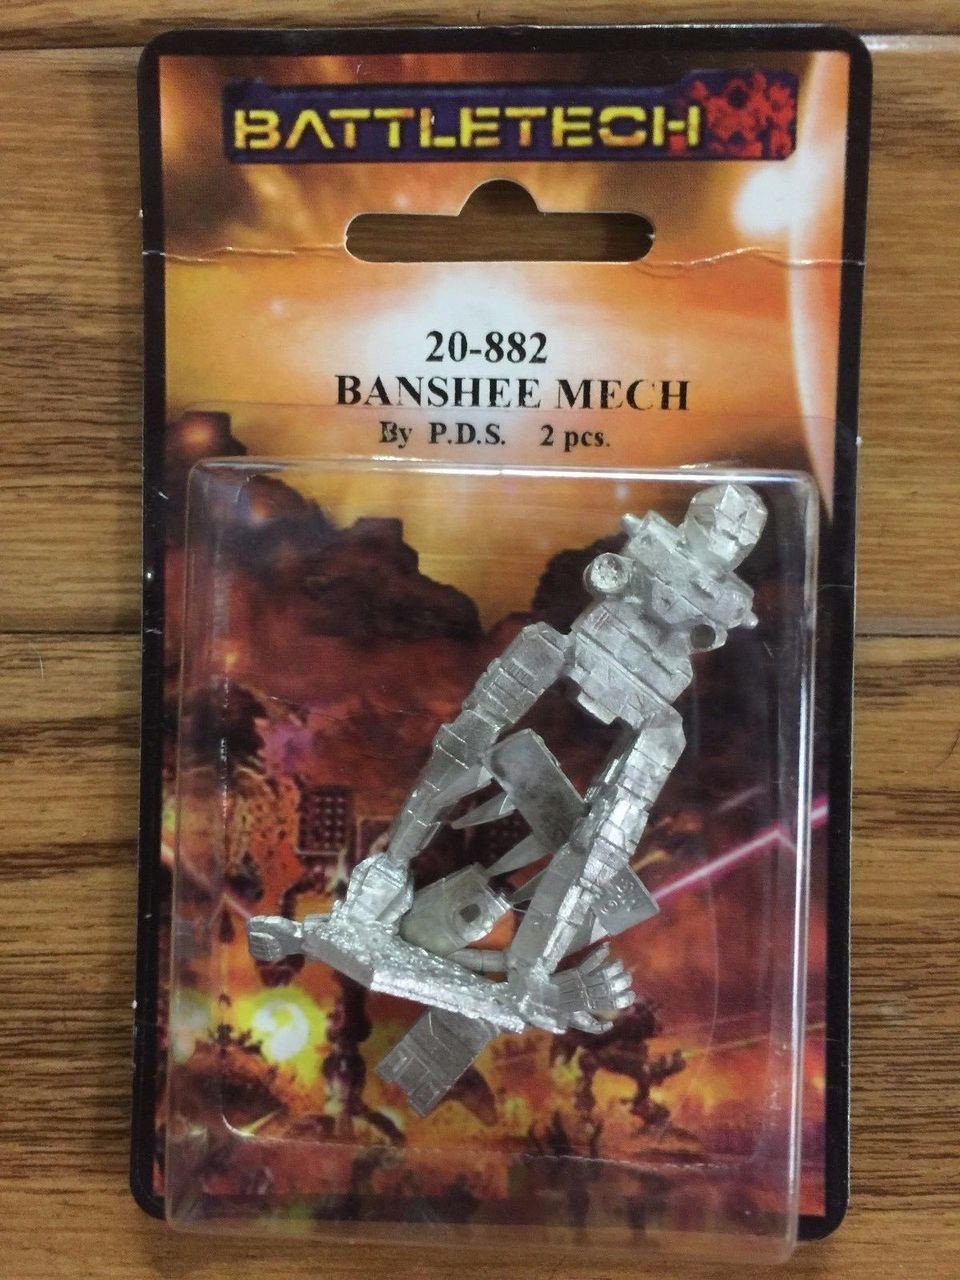 BATTLETECH
20-882
BANSHEE MECH
By P.D.S. 2 pcs.